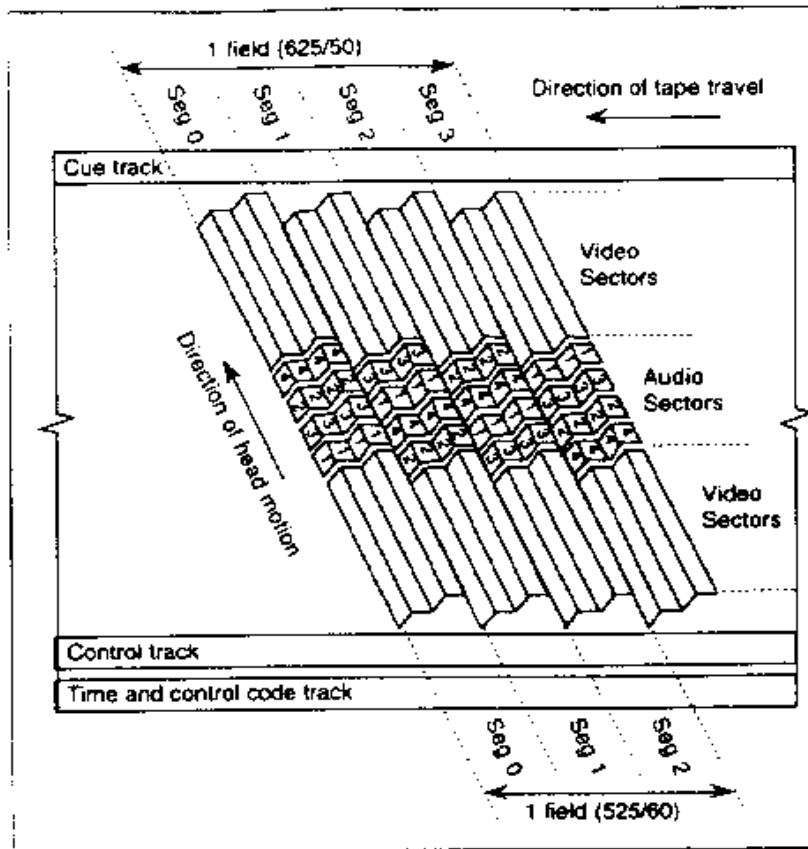 1 field (625/50)
Seg 0
Seg 1
Seg 2
Seg 3
Direction of tape travel
Cue track
Video
Sectors
Direction of head motion
Audio
Sectors
Video
Sectors
Control track
Time and control code track
Seg 0
Seg 1
Seg 2
1 field (525/60)